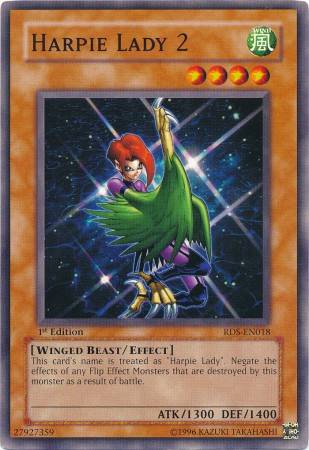 HARPIE LADY 2
WIND
風
1st Edition
RDS-EN018
[WINGED BEAST/EFFECT]
This card's name is treated as "Harpie Lady". Negate
the effects of any Flip Effect Monsters that are destroyed by this
monster as a result of battle.
ATK/1300 DEF/1400
27927359
©1996 KAZUKI TAKAHASHI